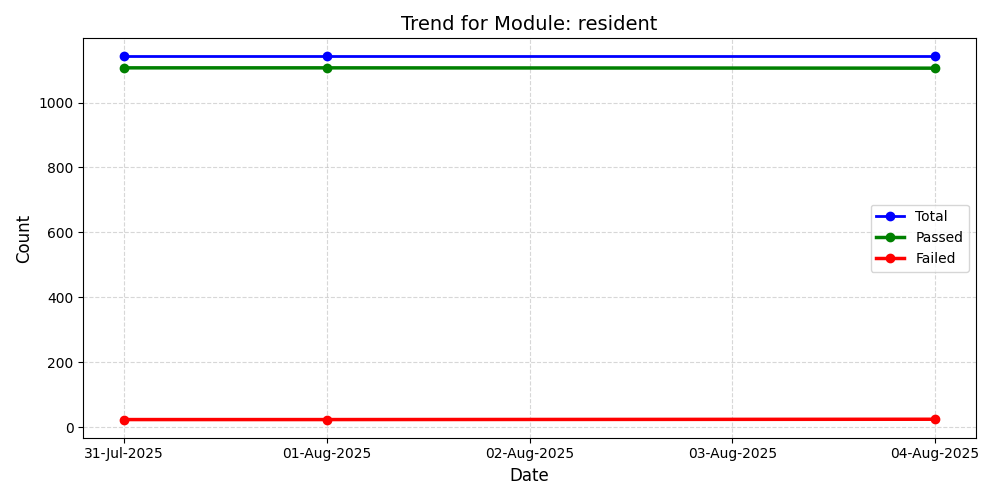 Trend for Module: resident
Count
1000
800
600
400
200
0
Total
Passed
Failed
31-Jul-2025
01-Aug-2025
02-Aug-2025
03-Aug-2025
04-Aug-2025
Date